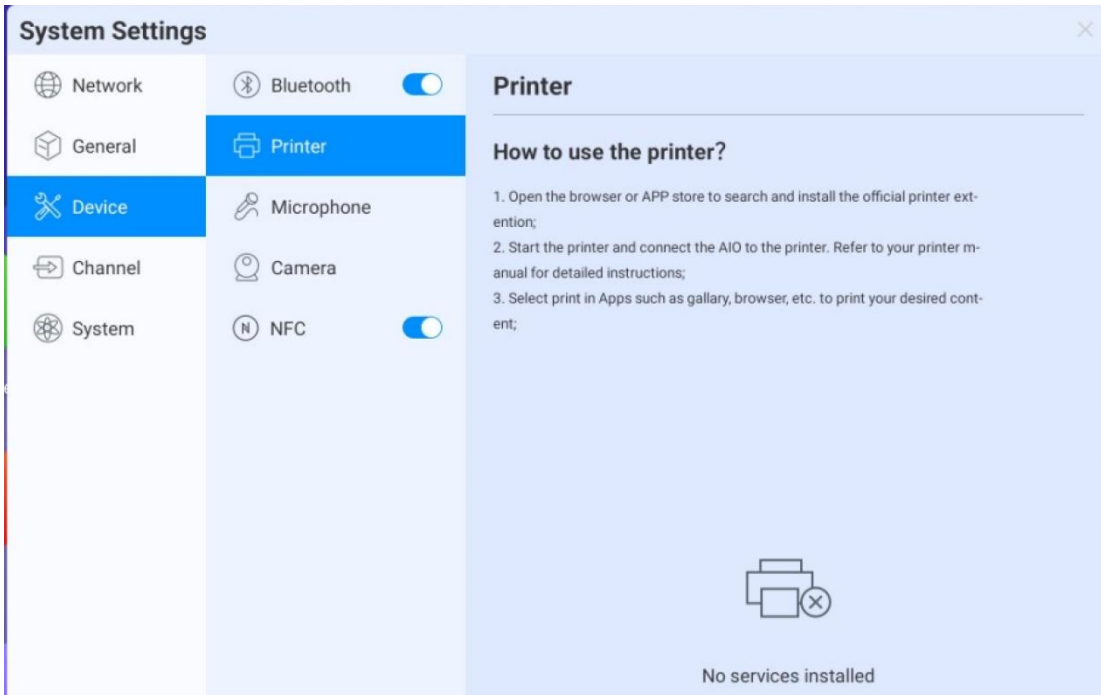 System Settings
Network
General
Device
Channel
System
Bluetooth
Printer
Microphone
Camera
NFC
Printer
How to use the printer?
1. Open the browser or APP store to search and install the official printer ext-
ention;
2. Start the printer and connect the AIO to the printer. Refer to your printer m-
anual for detailed instructions;
3. Select print in Apps such as gallary, browser, etc. to print your desired cont-
ent;
No services installed